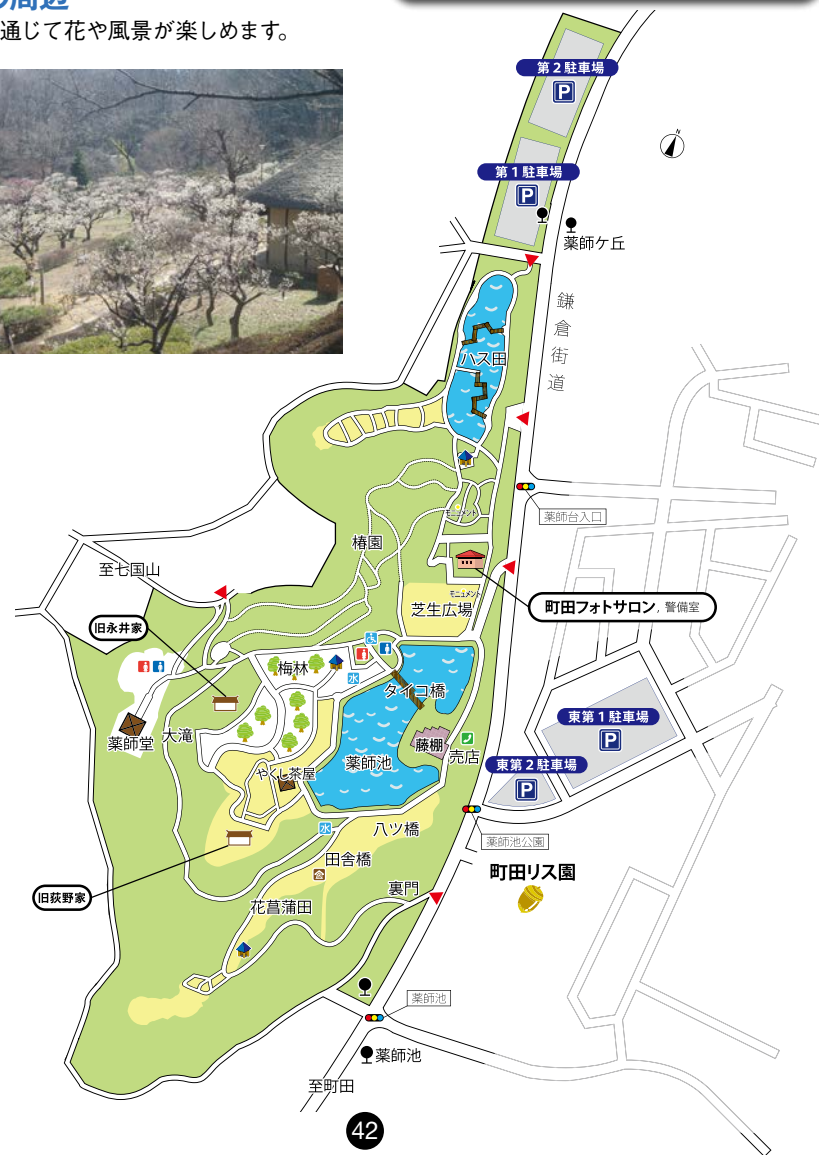 周辺
通じて花や風景が楽しめます。
第2駐車場
P
N
第1駐車場
P
薬師ケ丘
鎌倉街道
ハス田
モニュメント
薬師台入口
椿園
至七国山
モニュメント
芝生広場
町田フォトサロン, 警備室
旧永井家
梅林
水
タイコ橋
薬師堂
大滝
東第1駐車場
P
藤棚
売店
薬師池
やくし茶屋
東第2駐車場
P
水
八ツ橋
薬師池公園
田舎橋
町田リス園
裏門
旧荻野家
花菖蒲田
薬師池
薬師池
至町田
42